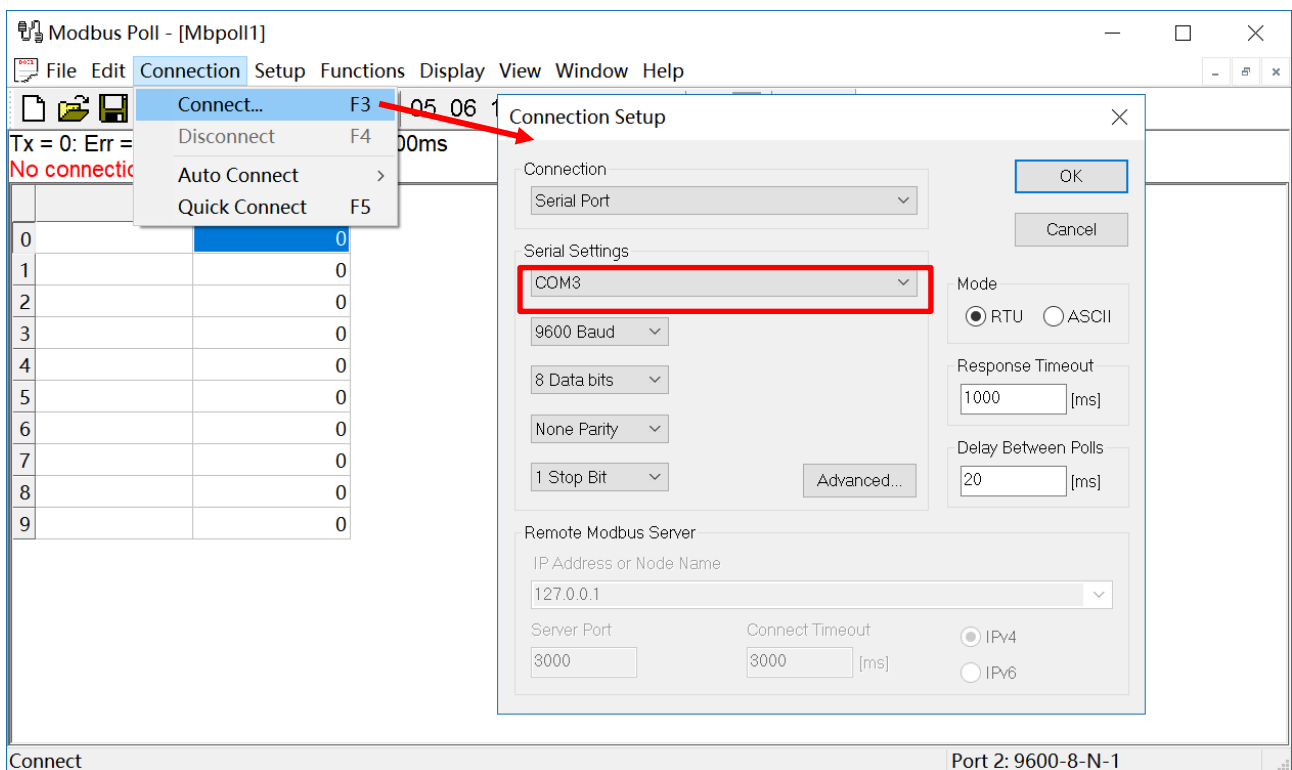 Modbus Poll - [Mbpoll1]
File Edit Connection Setup Functions Display View Window Help
Connect... F3
05 06 1
Disconnect F4
Tx = 0: Err = 00ms
No connectio
Auto Connect >
Quick Connect F5
0 0
1 0
2 0
3 0
4 0
5 0
6 0
7 0
8 0
9 0
Connection Setup
Connection
Serial Port
OK
Cancel
Serial Settings
COM3
9600 Baud
8 Data bits
None Parity
1 Stop Bit
Advanced...
Mode
RTU ASCII
Response Timeout
1000 [ms]
Delay Between Polls
20 [ms]
Remote Modbus Server
IP Address or Node Name
127.0.0.1
Server Port
3000
Connect Timeout
3000 [ms]
IPv4
IPv6
Connect
Port 2: 9600-8-N-1